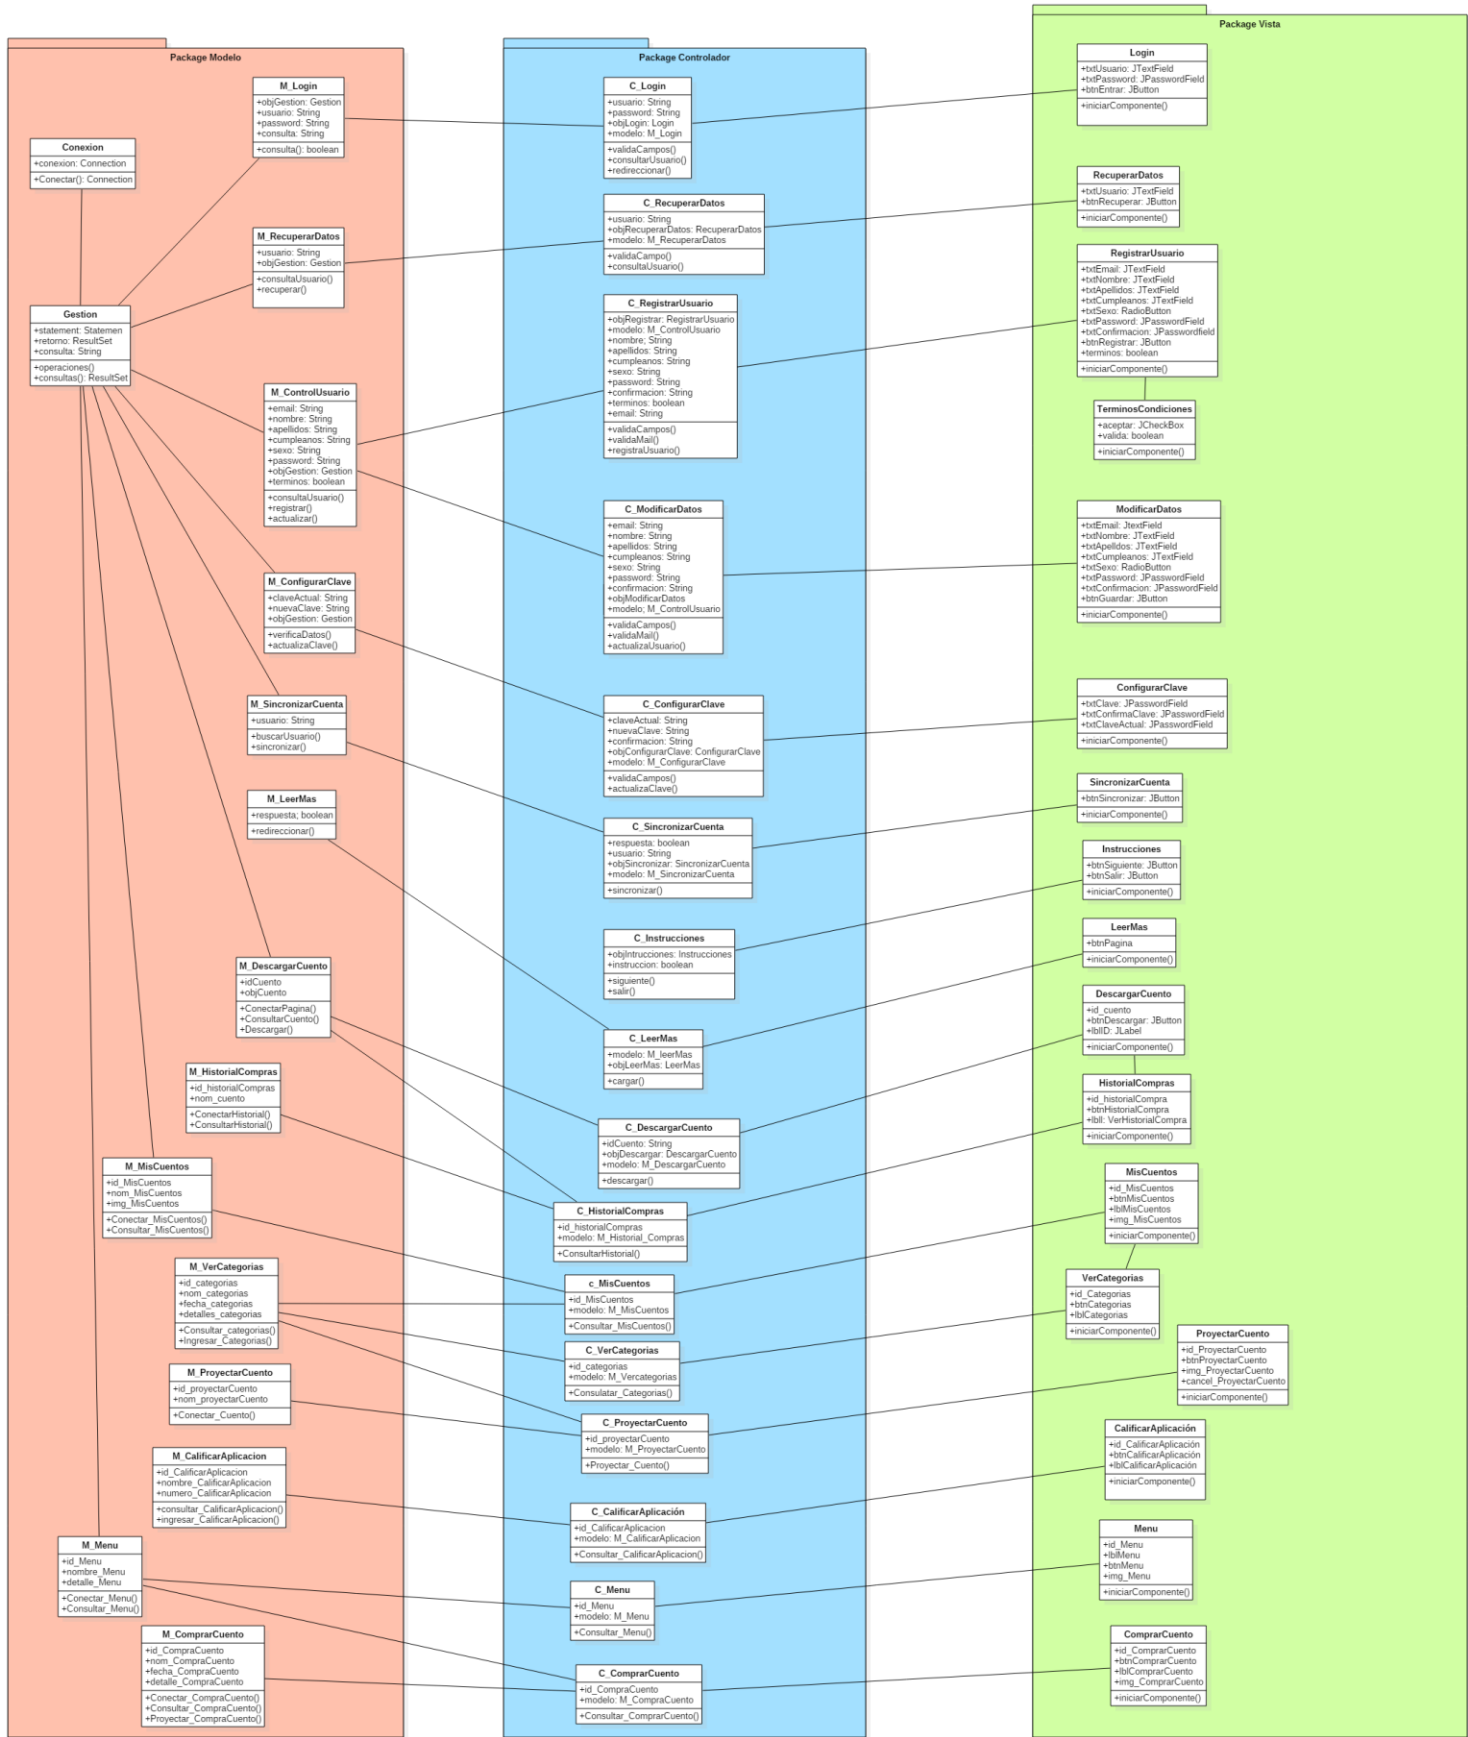 Package Modelo
Conexion
+conexion: Connection
+Conectar(): Connection
Gestion
+statement: Statemen
+retorno: ResultSet
+consulta: String
+operaciones()
+consultas(): ResultSet
M_Login
+objGestion: Gestion
+usuario: String
+password: String
+consulta: String
+consulta(): boolean
M_RecuperarDatos
+usuario: String
+objGestion: Gestion
+consultaUsuario()
+recuperar()
M_ControlUsuario
+email: String
+nombre: String
+apellidos: String
+cumpleanos: String
+sexo: String
+password: String
+objGestion: Gestion
+terminos: boolean
+consultaUsuario()
+registrar()
+actualizar()
M_ConfigurarClave
+claveActual: String
+nuevaClave: String
+objGestion: Gestion
+verificaDatos()
+actualizaClave()
M_SincronizarCuenta
+usuario: String
+buscarUsuario()
+sincronizar()
M_LeerMas
+respuesta; boolean
+redireccionar()
M_DescargarCuento
+idCuento
+objCuento
+ConectarPagina()
+ConsultarCuento()
+Descargar()
M_HistorialCompras
+id_historialCompras
+nom_cuento
+ConectarHistorial()
+ConsultarHistorial()
M_MisCuentos
+id_MisCuentos
+nom_MisCuentos
+img_MisCuentos
+Conectar_MisCuentos()
+Consultar_MisCuentos()
M_VerCategorias
+id_categorias
+nom_categorias
+fecha_categorias
+detalles_categorias
+Consultar_categorias()
+Ingresar_Categorias()
M_ProyectarCuento
+id_proyectarCuento
+nom_proyectarCuento
+Conectar_Cuento()
M_CalificarAplicacion
+id_CalificarAplicacion
+nombre_CalificarAplicacion
+numero_CalificarAplicacion
+consultar_CalificarAplicacion()
+ingresar_CalificarAplicacion()
M_Menu
+id_Menu
+nombre_Menu
+detalle_Menu
+Conectar_Menu()
+Consultar_Menu()
M_ComprarCuento
+id_CompraCuento
+nom_CompraCuento
+fecha_CompraCuento
+detalle_CompraCuento
+Conectar_CompraCuento()
+Consultar_CompraCuento()
+Proyectar_CompraCuento()
Package Controlador
C_Login
+usuario: String
+password: String
+objLogin: Login
+modelo: M_Login
+validaCampos()
+consultarUsuario()
+redireccionar()
C_RecuperarDatos
+usuario: String
+objRecuperarDatos: RecuperarDatos
+modelo: M_RecuperarDatos
+validaCampo()
+consultaUsuario()
C_RegistrarUsuario
+objRegistrar: RegistrarUsuario
+modelo: M_ControlUsuario
+nombre; String
+apellidos: String
+cumpleanos: String
+sexo: String
+password: String
+confirmacion: String
+terminos: boolean
+email: String
+validaCampos()
+validaMail()
+registraUsuario()
C_ModificarDatos
+email: String
+nombre: String
+apellidos: String
+cumpleanos: String
+sexo: String
+password: String
+confirmacion: String
+objModificarDatos
+modelo; M_ControlUsuario
+validaCampos()
+validaMail()
+actualizaUsuario()
C_ConfigurarClave
+claveActual: String
+nuevaClave: String
+confirmacion: String
+objConfigurarClave: ConfigurarClave
+modelo: M_ConfigurarClave
+validaCampos()
+actualizaClave()
C_SincronizarCuenta
+respuesta: boolean
+usuario: String
+objSincronizar: SincronizarCuenta
+modelo: M_SincronizarCuenta
+sincronizar()
C_Instrucciones
+objIntrucciones: Instrucciones
+instruccion: boolean
+siguiente()
+salir()
C_LeerMas
+modelo: M_leerMas
+objLeerMas: LeerMas
+cargar()
C_DescargarCuento
+idCuento: String
+objDescargar: DescargarCuento
+modelo: M_DescargarCuento
+descargar()
C_HistorialCompras
+id_historialCompras
+modelo: M_Historial_Compras
+ConsultarHistorial()
c_MisCuentos
+id_MisCuentos
+modelo: M_MisCuentos
+Consultar_MisCuentos()
C_VerCategorias
+id_categorias
+modelo: M_Vercategorias
+Consulatar_Categorias()
C_ProyectarCuento
+id_proyectarCuento
+modelo: M_ProyectarCuento
+Proyectar_Cuento()
C_CalificarAplicación
+id_CalificarAplicacion
+modelo: M_CalificarAplicacion
+Consultar_CalificarAplicacion()
C_Menu
+id_Menu
+modelo: M_Menu
+Consultar_Menu()
C_ComprarCuento
+id_CompraCuento
+modelo: M_CompraCuento
+Consultar_ComprarCuento()
Package Vista
Login
+txtUsuario: JTextField
+txtPassword: JPasswordField
+btnEntrar: JButton
+iniciarComponente()
RecuperarDatos
+txtUsuario: JTextField
+btnRecuperar: JButton
+iniciarComponente()
RegistrarUsuario
+txtEmail: JTextField
+txtNombre: JTextField
+txtApellidos: JTextField
+txtCumpleanos: JTextField
+txtSexo: RadioButton
+txtPassword: JPasswordField
+txtConfirmacion: JPasswordfield
+btnRegistrar: JButton
+terminos: boolean
+iniciarComponente()
TerminosCondiciones
+aceptar: JCheckBox
+valida: boolean
+iniciarComponente()
ModificarDatos
+txtEmail: JtextField
+txtNombre: JTextField
+txtApelldos: JTextField
+txtCumpleanos: JTextField
+txtSexo: RadioButton
+txtPassword: JPasswordField
+txtConfirmacion: JPasswordField
+btnGuardar: JButton
+iniciarComponente()
ConfigurarClave
+txtClave: JPasswordField
+txtConfirmaClave: JPasswordField
+txtClaveActual: JPasswordField
+iniciarComponente()
SincronizarCuenta
+btnSincronizar: JButton
+iniciarComponente()
Instrucciones
+btnSiguiente: JButton
+btnSalir: JButton
+iniciarComponente()
LeerMas
+btnPagina
+iniciarComponente()
DescargarCuento
+id_cuento
+btnDescargar: JButton
+lblID: JLabel
+iniciarComponente()
HistorialCompras
+id_historialCompra
+btnHistorialCompra
+lbll: VerHistorialCompra
+iniciarComponente()
MisCuentos
+id_MisCuentos
+btnMisCuentos
+lblMisCuentos
+img_MisCuentos
+iniciarComponente()
VerCategorias
+id_Categorias
+btnCategorias
+lblCategorias
+iniciarComponente()
ProyectarCuento
+id_ProyectarCuento
+btnProyectarCuento
+img_ProyectarCuento
+cancel_ProyectarCuento
+iniciarComponente()
CalificarAplicación
+id_CalificarAplicación
+btnCalificarAplicación
+lblCalificarAplicación
+iniciarComponente()
Menu
+id_Menu
+lblMenu
+btnMenu
+img_Menu
+iniciarComponente()
ComprarCuento
+id_ComprarCuento
+btnComprarCuento
+lblComprarCuento
+img_ComprarCuento
+iniciarComponente()